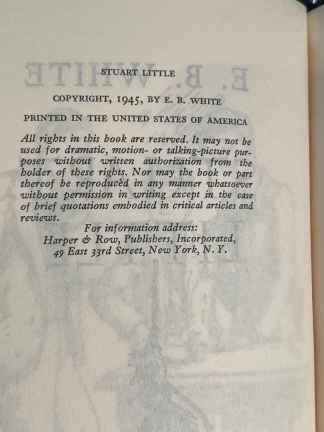 STUART LITTLE
COPYRIGHT, 1945, BY E. B. WHITE
PRINTED IN THE UNITED STATES OF AMERICA
All rights in this book are reserved. It may not be
used for dramatic, motion- or talking-picture pur-
poses without written authorization from the
holder of these rights. Nor may the book or part
thereof be reproduced in any manner whatsoever
without permission in writing except in the case
of brief quotations embodied in critical articles and
reviews.
For information address:
Harper & Row, Publishers, Incorporated,
49 East 33rd Street, New York, N. Y.
E. B. WHITE